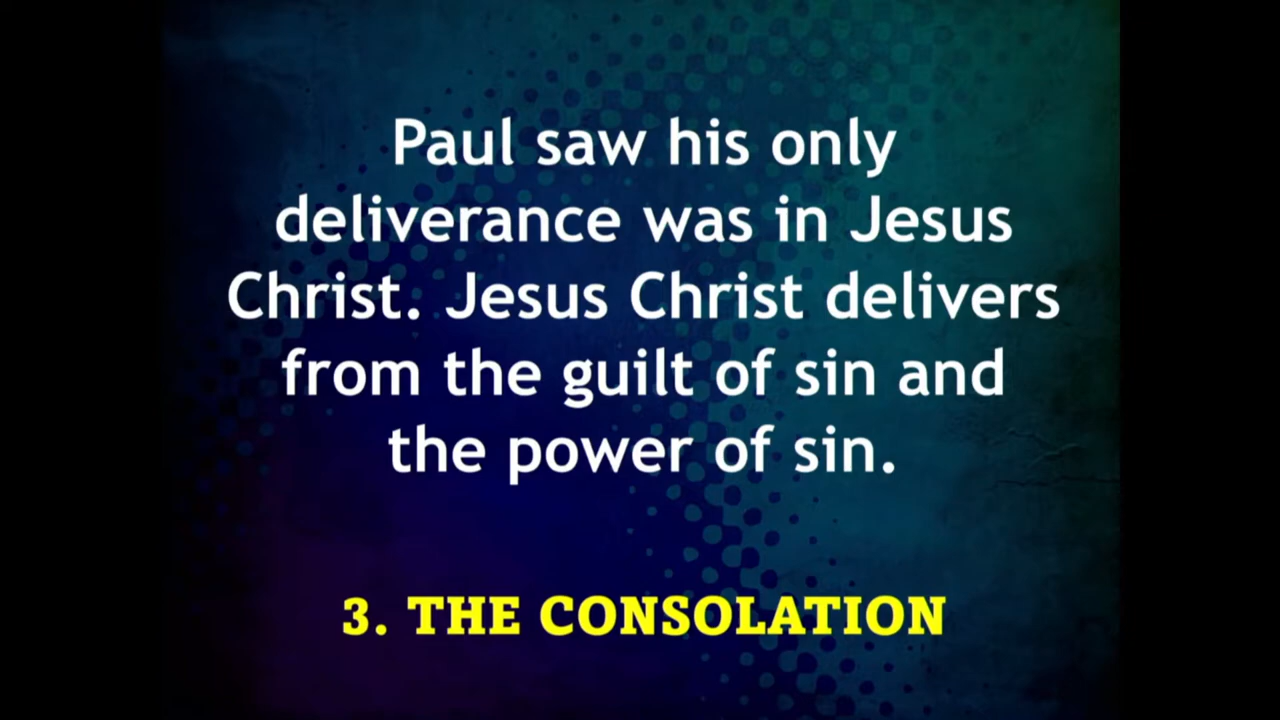 Paul saw his only
deliverance was in Jesus
Christ. Jesus Christ delivers
from the guilt of sin and
the power of sin.
3. THE CONSOLATION